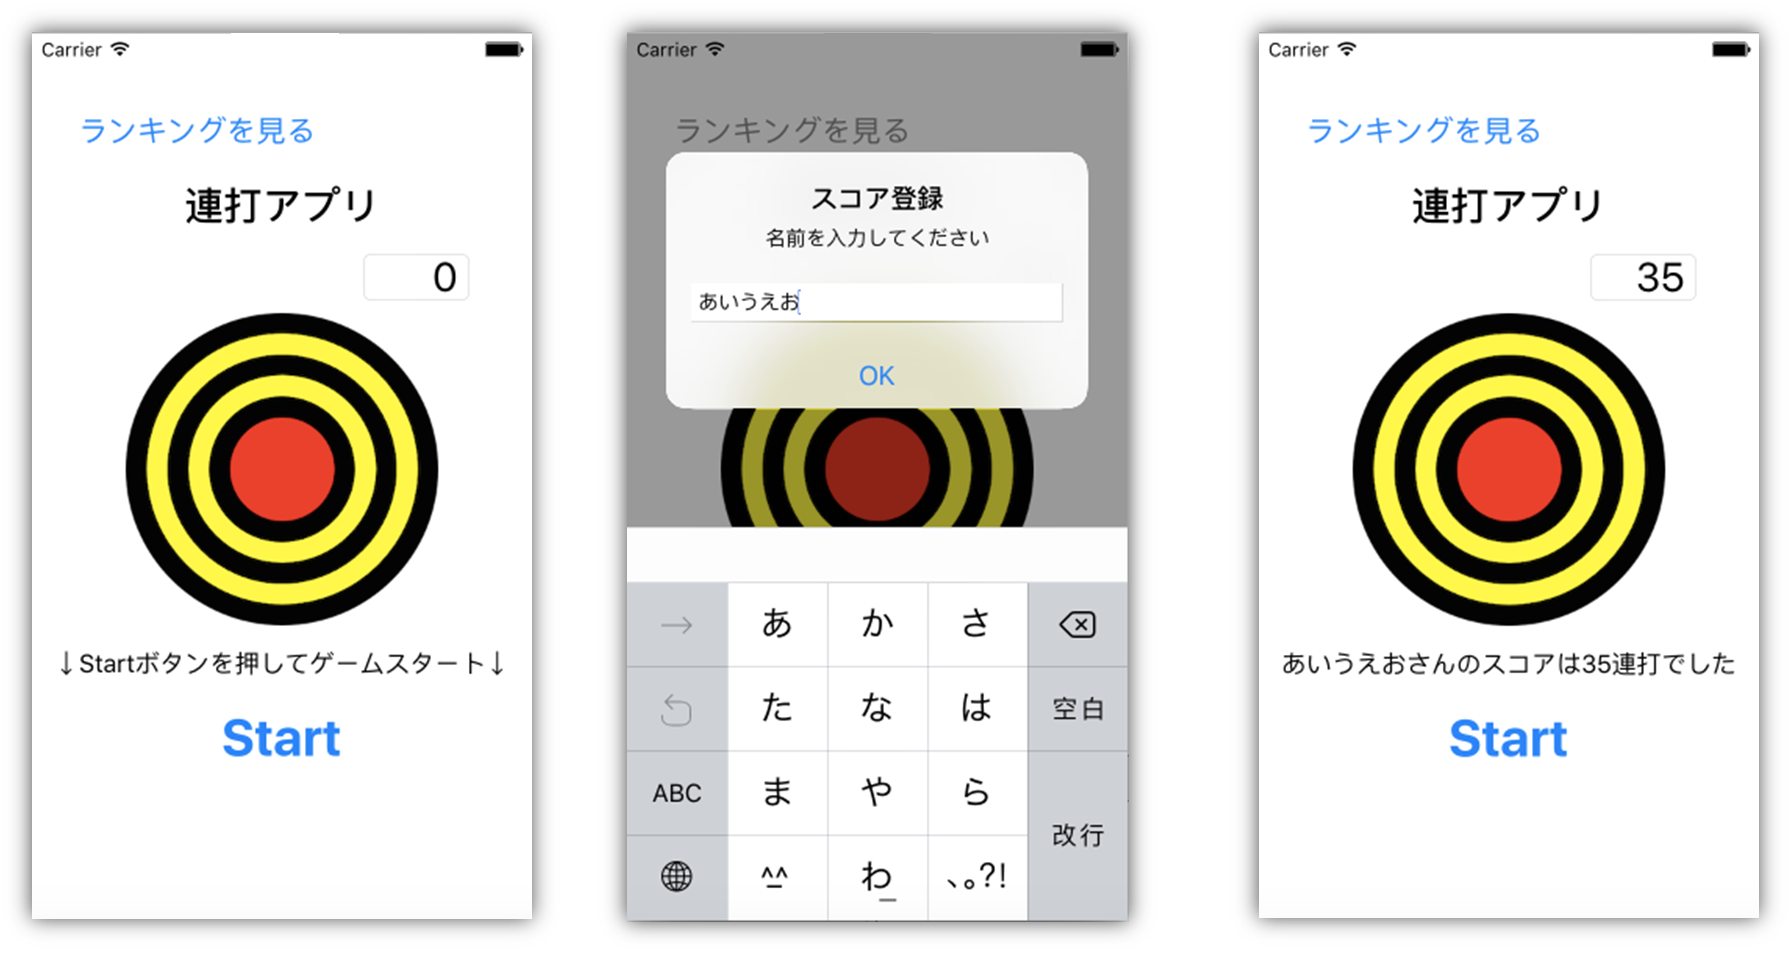 Carrier
ランキングを見る
連打アプリ
0
↓Startボタンを押してゲームスタート↓
Start
Carrier
ランキングを見る
スコア登録
名前を入力してください
あいうえお
OK
→ あ か さ
た な は 空白
ABC ま や ら
改行
^^ わ 、。?!
Carrier
ランキングを見る
連打アプリ
35
あいうえおさんのスコアは35連打でした
Start